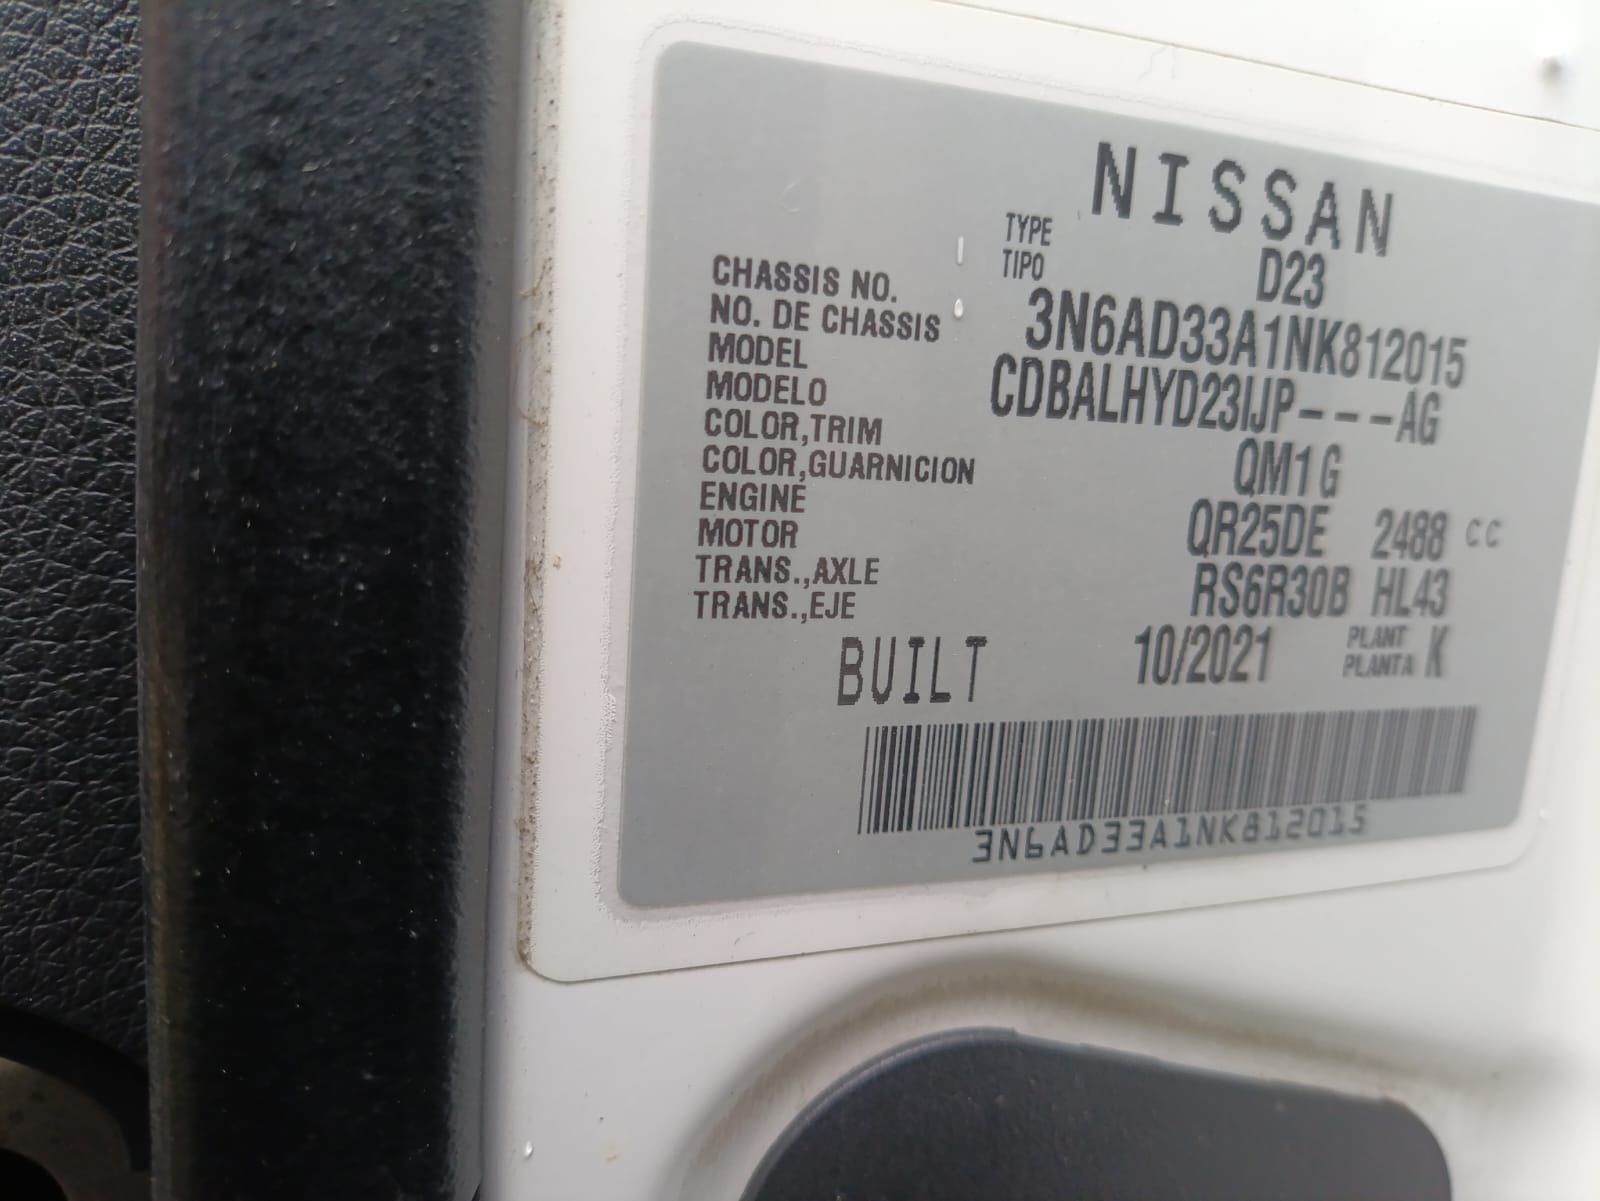 NISSAN
TYPE
TIPO D23
CHASSIS NO.
NO. DE CHASSIS 3N6AD33A1NK812015
MODEL
MODELO CDBALHYD23IJP---AG
COLOR,TRIM
COLOR,GUARNICION QM1 G
ENGINE
MOTOR QR25DE 2488 CC
TRANS.,AXLE
TRANS.,EJE RS6R30B HL43
BUILT 10/2021 PLANT
PLANTA K
3N6AD33A1NK812015